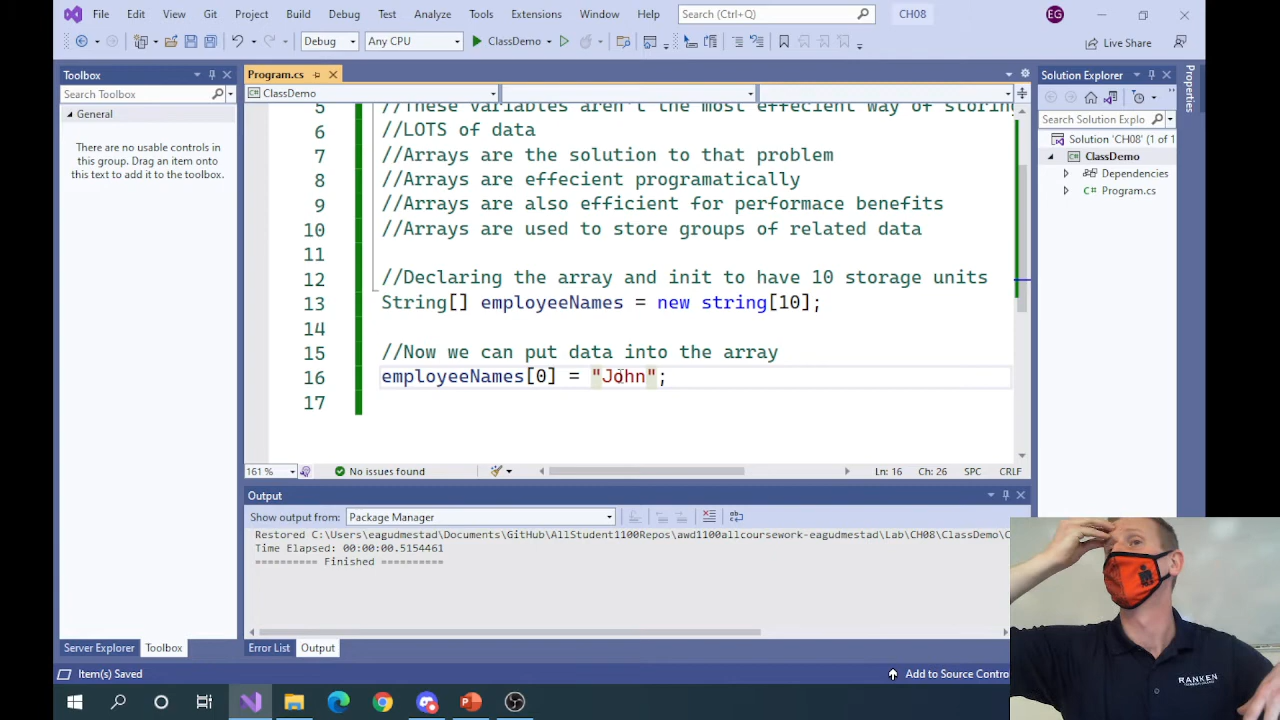 File Edit View Git Project Build Debug Test Analyze Tools Extensions Window Help Search (Ctrl+Q) CH08 EG
Debug Any CPU ClassDemo Live Share
Toolbox
Search Toolbox
General
There are no usable controls in
this group. Drag an item onto
this text to add it to the toolbox.
Server Explorer Toolbox
Program.cs
ClassDemo
5 //These variables aren't the most effecient way of storing
6 //LOTS of data
7 //Arrays are the solution to that problem
8 //Arrays are effecient programatically
9 //Arrays are also efficient for performace benefits
10 //Arrays are used to store groups of related data
11
12 //Declaring the array and init to have 10 storage units
13 String[] employeeNames = new string[10];
14
15 //Now we can put data into the array
16 employeeNames[0] = "John";
17
161 % No issues found Ln: 16 Ch: 26 SPC CRLF
Output
Show output from: Package Manager
Restored C:\Users\eagudmestad\Documents\GitHub\AllStudent1100Repos\awd1100allcoursework-eagudmestad\Lab\CH08\ClassDemo\C
Time Elapsed: 00:00:00.5154461
========== Finished ==========
Error List Output
Solution Explorer
Search Solution Explo
Solution 'CH08' (1 of 1
ClassDemo
Dependencies
C# Program.cs
Properties
Item(s) Saved Add to Source Contro
RANKEN